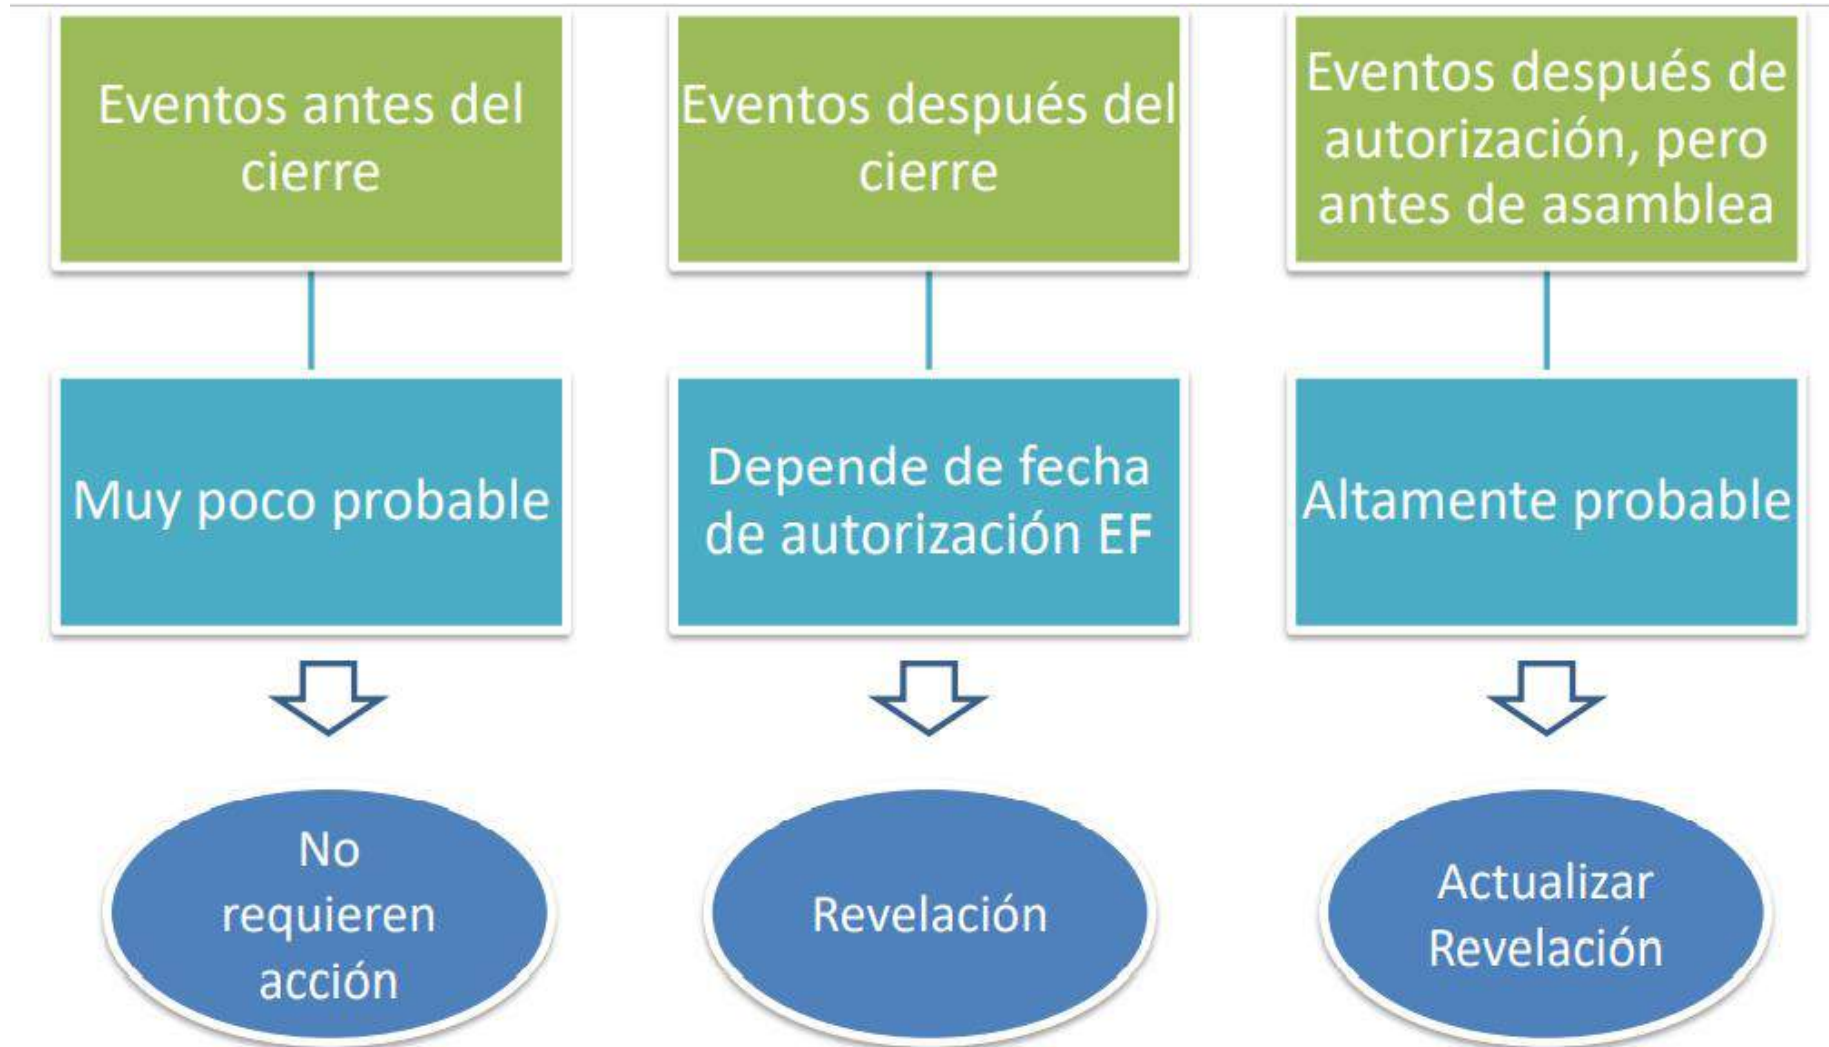 Eventos antes del
cierre
Eventos después del
cierre
Eventos después de
autorización, pero
antes de asamblea
Muy poco probable
Depende de fecha
de autorización EF
Altamente probable
No
requieren
acción
Revelación
Actualizar
Revelación